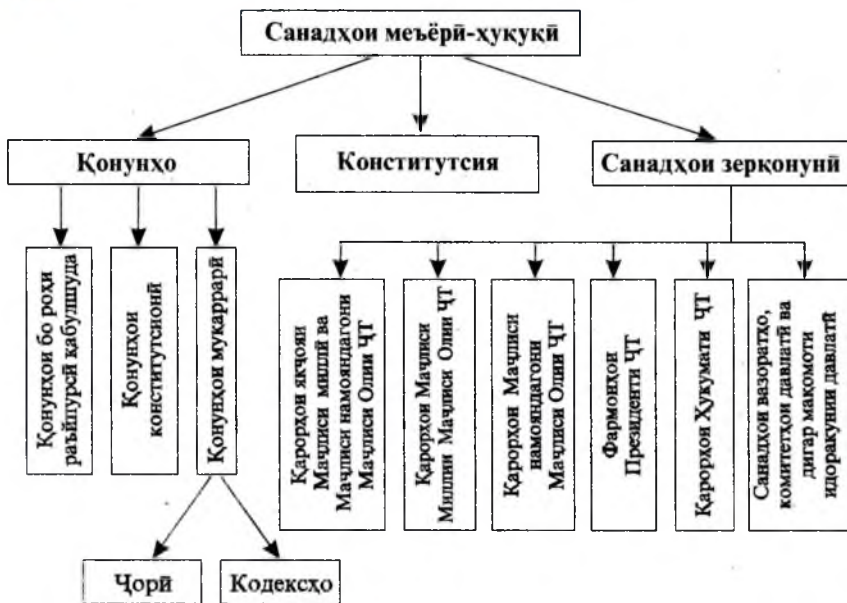 Санадҳои меъёрӣ-ҳуқуқӣ
Қонунҳо
Конститутсия
Санадҳои зерқонунӣ
Қонунҳои бо роҳи
раъйпурсӣ қабулшуда
Қонунҳои
конститутсионӣ
Қонунҳои мукаррарӣ
Қарорҳои якҷояи
Маҷлиси миллӣ ва
Маҷлиси намояндагони
Маҷлиси Олии ҶТ
Қарорҳои Маҷлиси
Миллии Маҷлиси Олии ҶТ
Қарорҳои Маҷлиси
намояндагони
Маҷлиси Олии ҶТ
Фармонҳои
Президенти ҶТ
Қарорҳои Ҳукумати ҶТ
Санадҳои вазоратҳо,
комитетҳои давлатӣ ва
дигар мақомоти
идоракунии давлатӣ
Ҷорӣ
Кодексҳо